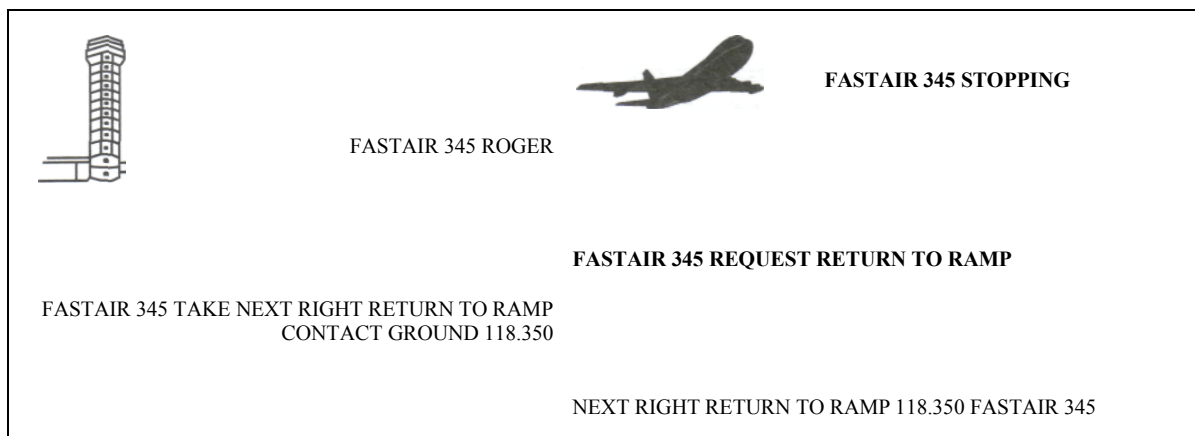 FASTAIR 345 STOPPING
FASTAIR 345 ROGER
FASTAIR 345 REQUEST RETURN TO RAMP
FASTAIR 345 TAKE NEXT RIGHT RETURN TO RAMP
CONTACT GROUND 118.350
NEXT RIGHT RETURN TO RAMP 118.350 FASTAIR 345